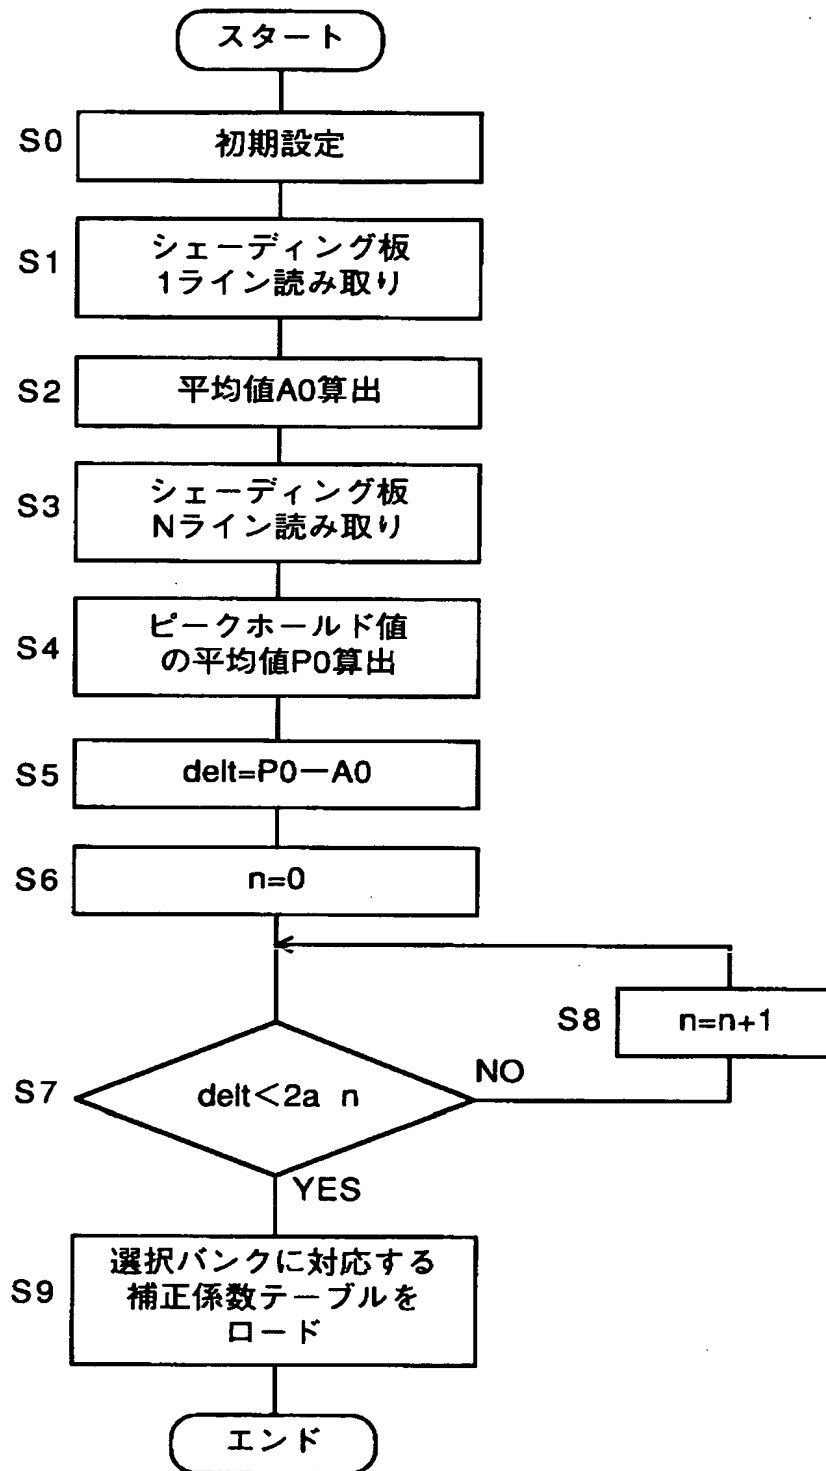 スタート
S0
初期設定
S1
シェーディング板
1ライン読み取り
S2
平均値A0算出
S3
シェーディング板
Nライン読み取り
S4
ピークホールド値
の平均値P0算出
S5
delt=P0−A0
S6
n=0
S8
n=n+1
S7
delt<2a n
NO
YES
S9
選択バンクに対応する
補正係数テーブルを
ロード
エンド